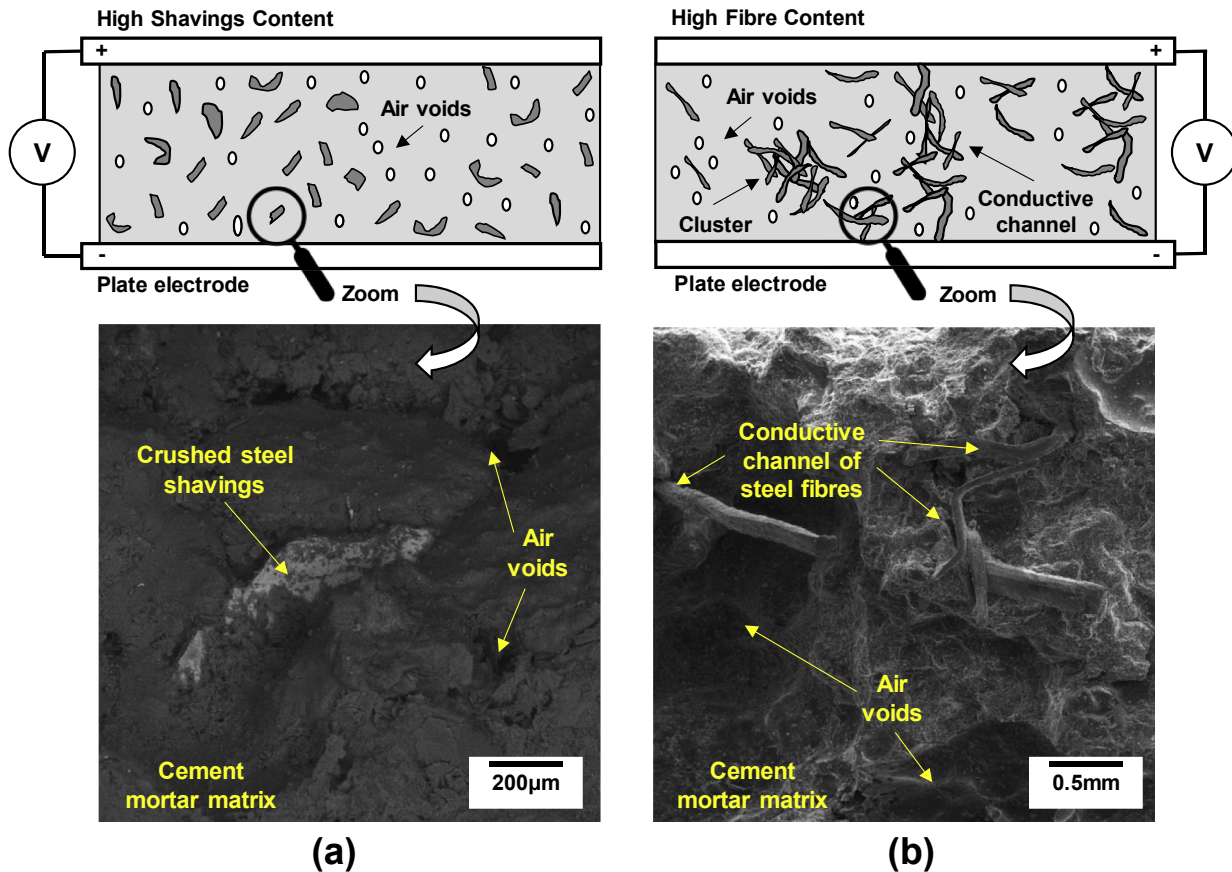 High Shavings Content
+
V
Air voids
-
Plate electrode
Zoom
Crushed steel
shavings
Air
voids
Cement
mortar matrix
200µm
(a)
High Fibre Content
+
V
Air voids
Cluster
Conductive
channel
-
Plate electrode
Zoom
Conductive
channel of
steel fibres
Air
voids
Cement
mortar matrix
0.5mm
(b)